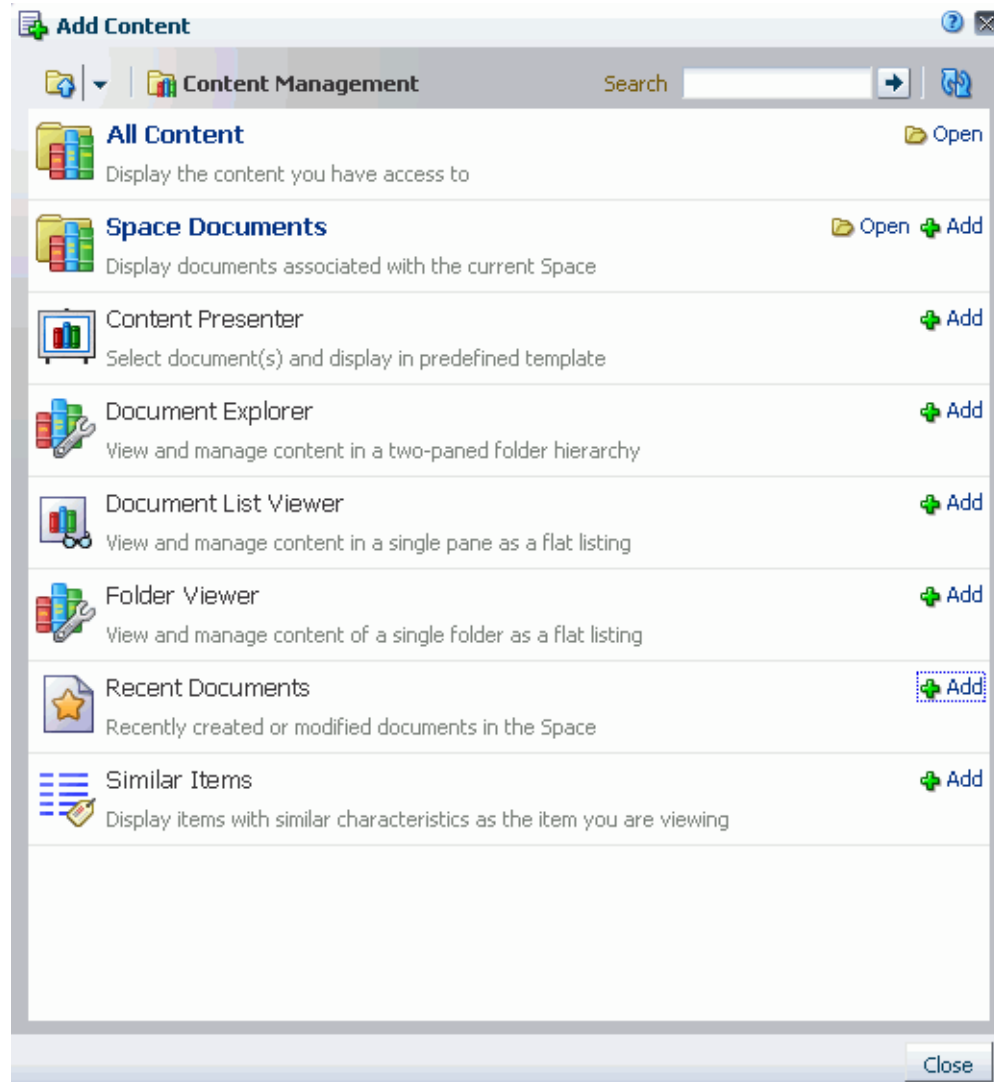 Add Content
Content Management Search
All Content Open
Display the content you have access to
Space Documents Open Add
Display documents associated with the current Space
Content Presenter Add
Select document(s) and display in predefined template
Document Explorer Add
View and manage content in a two-paned folder hierarchy
Document List Viewer Add
View and manage content in a single pane as a flat listing
Folder Viewer Add
View and manage content of a single folder as a flat listing
Recent Documents Add
Recently created or modified documents in the Space
Similar Items Add
Display items with similar characteristics as the item you are viewing
Close